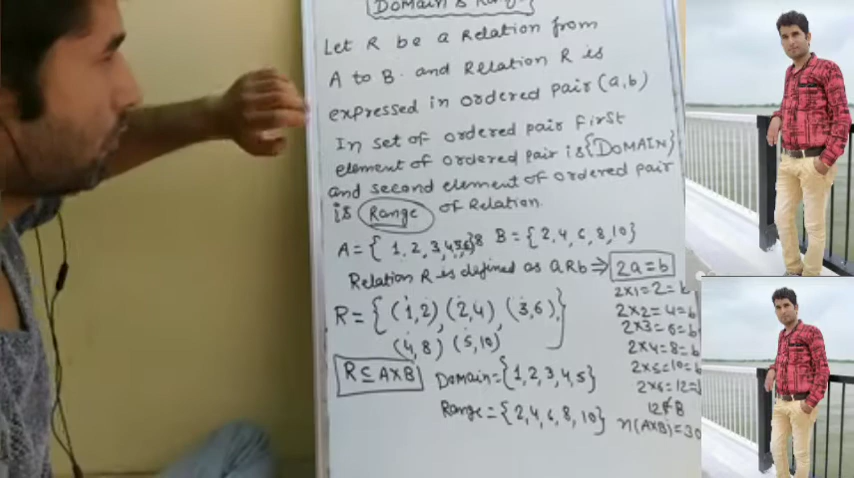 Domain & Range
Let R be a Relation from
A to B. and Relation R is
expressed in ordered pair (a,b)
In set of ordered pair first
element of ordered pair is {DOMAIN}
and second element of ordered pair
is Range of Relation.
A = { 1, 2, 3, 4, 5, 6 } & B = { 2, 4, 6, 8, 10 }
Relation R is defined as aRb ⇒ 2a = b
R = { (1,2), (2,4), (3,6),
(4,8) (5,10) }
2×1=2=b
2×2=4=b
2×3=6=b
2×4=8=b
2×5=10=b
2×6=12=b
12∉B
R ⊆ A×B
Domain = {1, 2, 3, 4, 5}
Range = {2, 4, 6, 8, 10}
n(A×B)=30